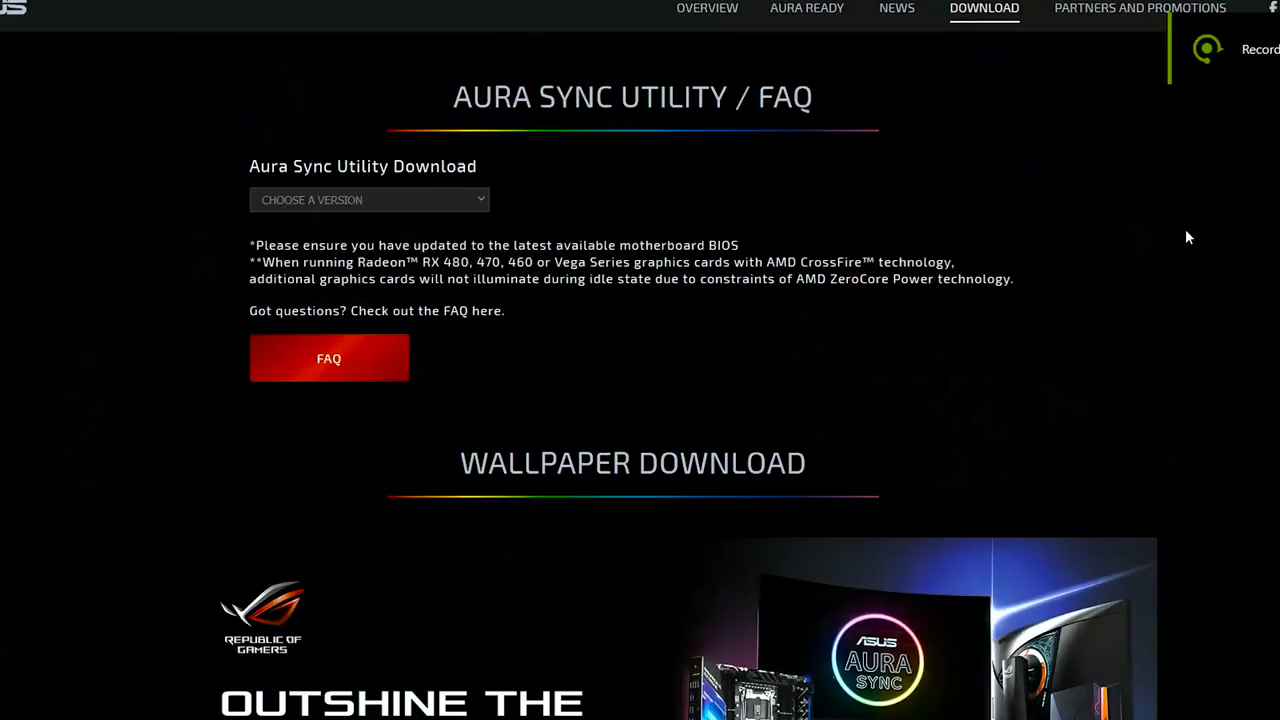 OVERVIEW
AURA READY
NEWS
DOWNLOAD
PARTNERS AND PROMOTIONS
Record
AURA SYNC UTILITY / FAQ
Aura Sync Utility Download
CHOOSE A VERSION
*Please ensure you have updated to the latest available motherboard BIOS
**When running Radeon™ RX 480, 470, 460 or Vega Series graphics cards with AMD CrossFire™ technology,
additional graphics cards will not illuminate during idle state due to constraints of AMD ZeroCore Power technology.
Got questions? Check out the FAQ here.
FAQ
WALLPAPER DOWNLOAD
REPUBLIC OF
GAMERS
OUTSHINE THE
ASUS
AURA
SYNC